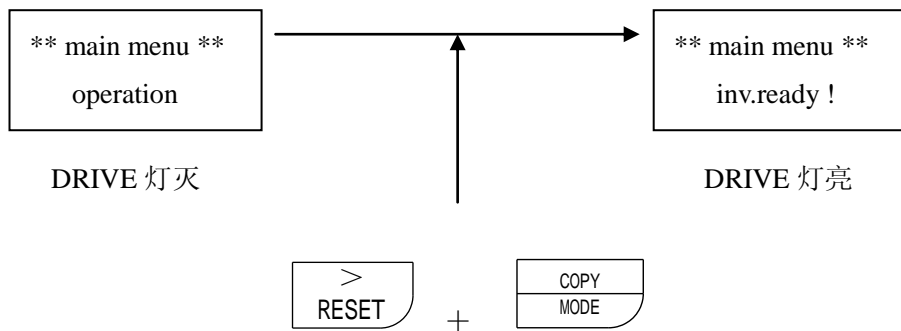 ** main menu **
operation
** main menu **
inv.ready !
DRIVE 灯灭
DRIVE 灯亮
>
RESET
+
COPY
MODE